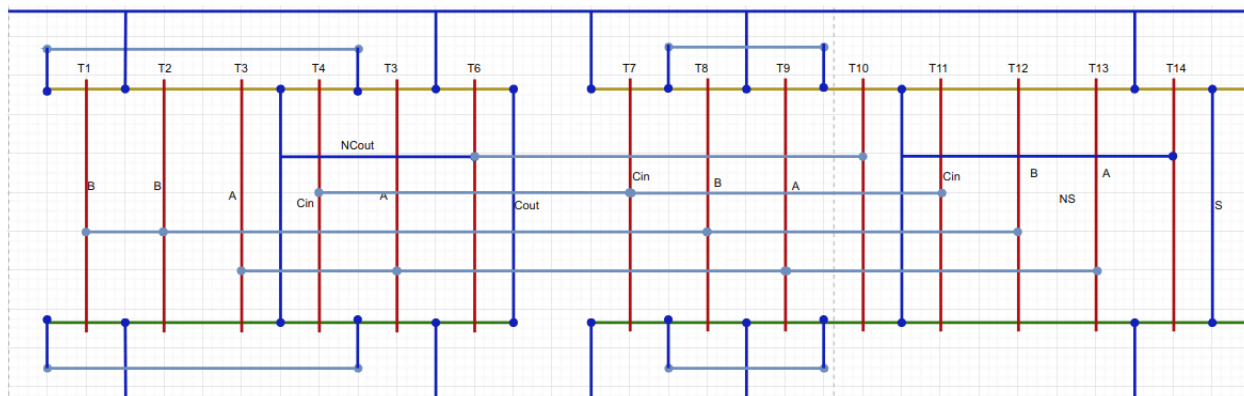 T1 T2 T3 T4 T3 T6 T7 T8 T9 T10 T11 T12 T13 T14
NCout
Cin B A Cin B A
B B A Cin A Cout NS S